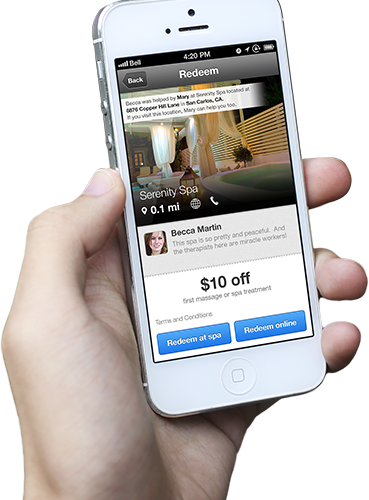 Bell 4:20 PM
Back Redeem
Becca was helped by Mary at Serenity Spa located at
8876 Copper Hill Lane in San Carlos, CA.
If you visit this location, Mary can help you too.
Serenity Spa
0.1 mi
Becca Martin
This spa is so pretty and peaceful. And
the therapists here are miracle workers!
$10 off
first massage or spa treatment
Terms and Conditions
Redeem at spa Redeem online